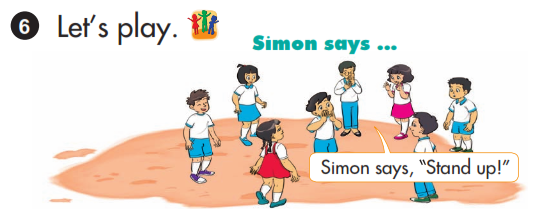 6 Let's play.
Simon says ...
Simon says, “Stand up!”